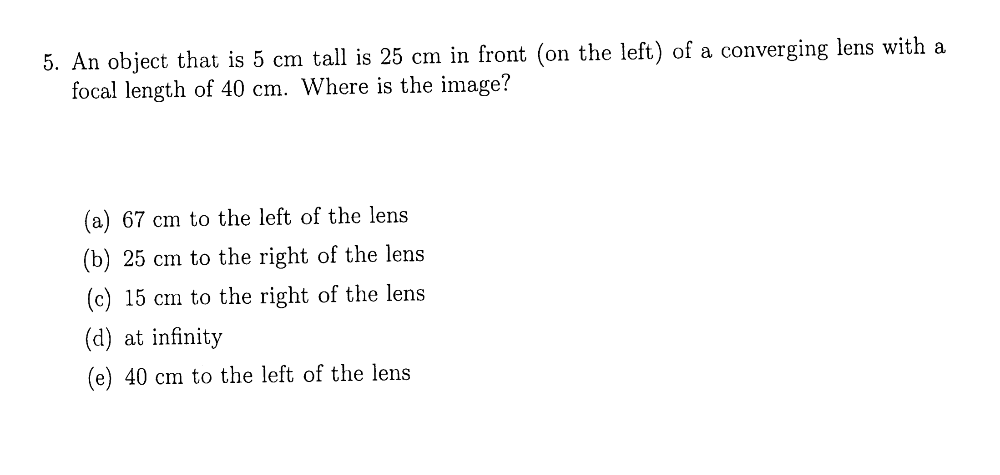 5. An object that is 5 cm tall is 25 cm in front (on the left) of a converging lens with a
focal length of 40 cm. Where is the image?
(a) 67 cm to the left of the lens
(b) 25 cm to the right of the lens
(c) 15 cm to the right of the lens
(d) at infinity
(e) 40 cm to the left of the lens